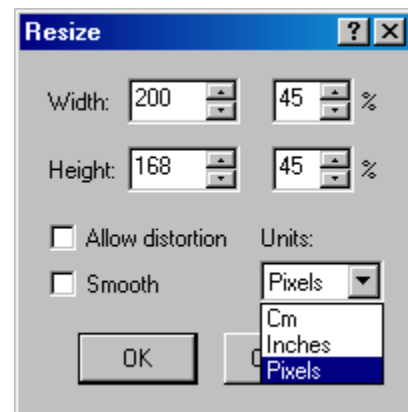 Resize ? ×
Width: 200 45 %
Height: 168 45 %
Allow distortion Units:
Smooth Pixels
Cm
Inches
OK Pixels